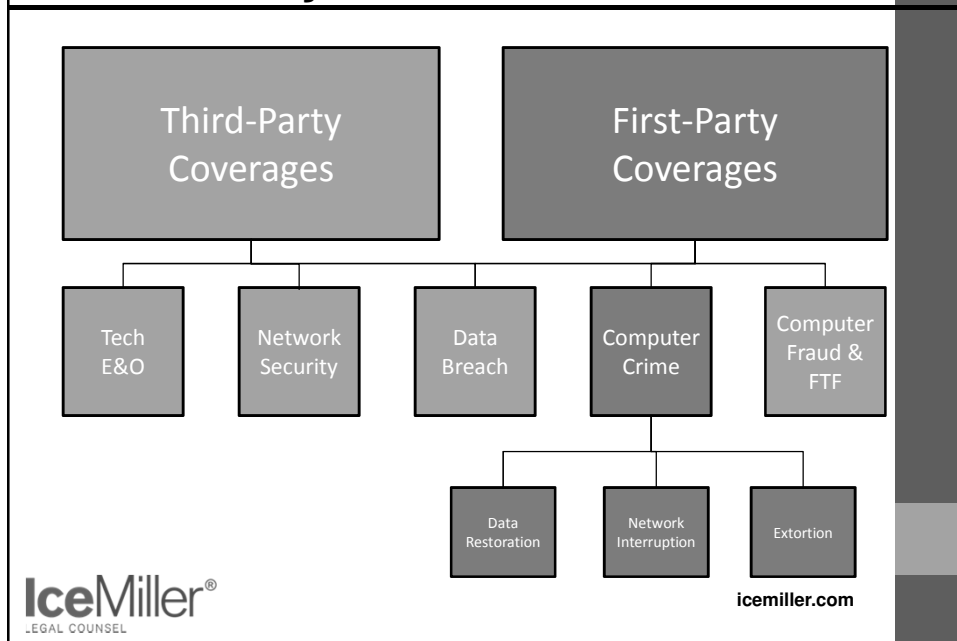 Third-Party
Coverages
First-Party
Coverages
Tech
E&O
Network
Security
Data
Breach
Computer
Crime
Computer
Fraud &
FTF
Data
Restoration
Network
Interruption
Extortion
IceMiller®
LEGAL COUNSEL
icemiller.com